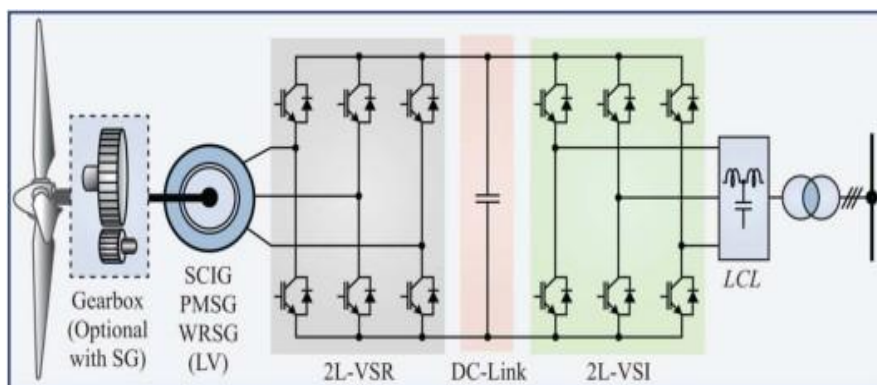 Gearbox
(Optional
with SG)
SCIG
PMSG
WRSG
(LV)
2L-VSR
DC-Link
2L-VSI
LCL